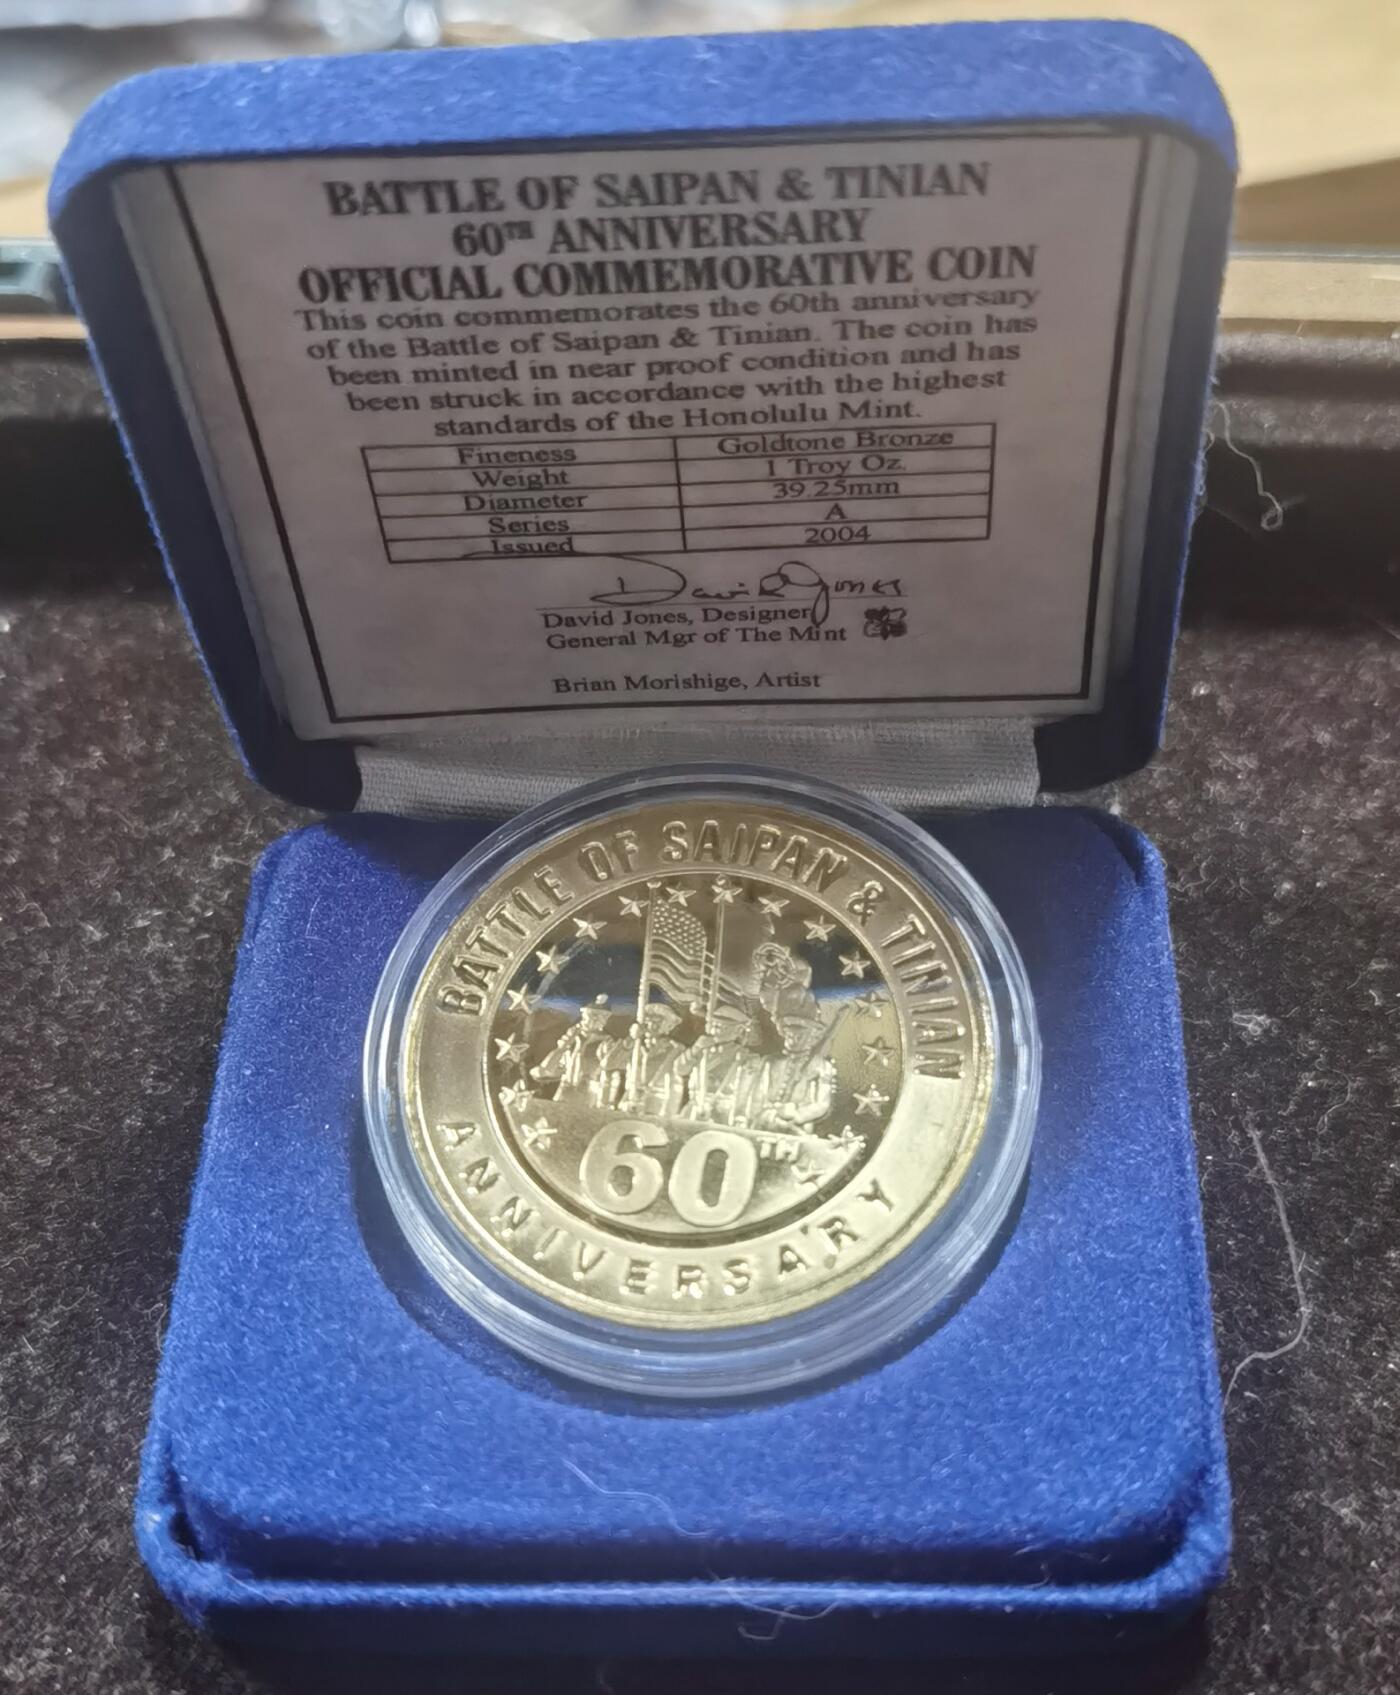 BATTLE OF SAIPAN & TINIAN
60TH ANNIVERSARY
OFFICIAL COMMEMORATIVE COIN
This coin commemorates the 60th anniversary
of the Battle of Saipan & Tinian. The coin has
been minted in near proof condition and has
been struck in accordance with the highest
standards of the Honolulu Mint.
Fineness Goldtone Bronze
Weight 1 Troy Oz.
Diameter 39.25mm
Series A
Issued 2004
David Jones
David Jones, Designer
General Mgr of The Mint
Brian Morishige, Artist
BATTLE OF SAIPAN & TINIAN
60TH
ANNIVERSARY